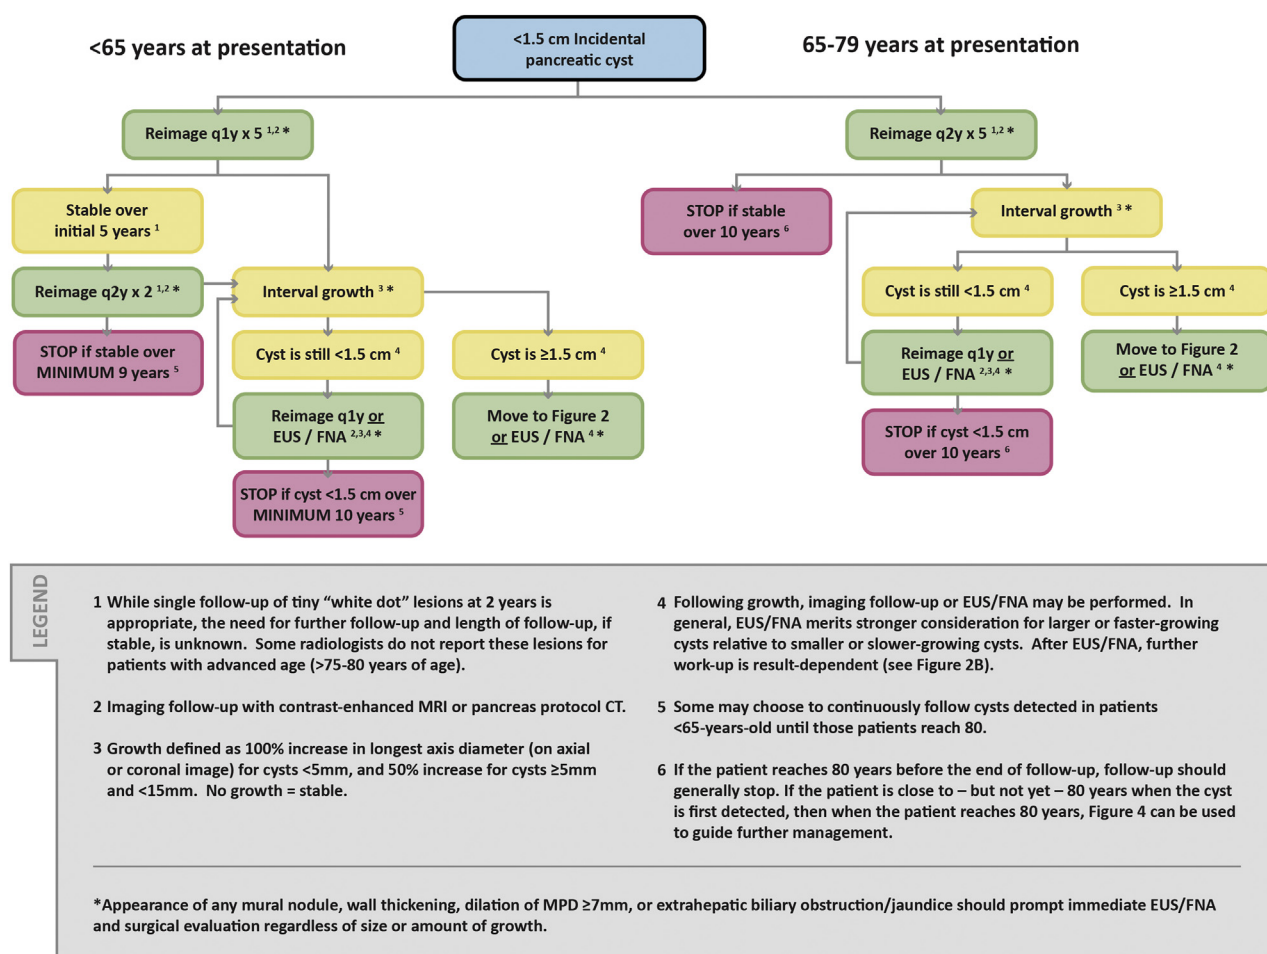 <65 years at presentation
<1.5 cm Incidental
pancreatic cyst
65-79 years at presentation
Reimage q1y x 5 1,2 *
Reimage q2y x 5 1,2 *
Stable over
initial 5 years 1
STOP if stable
over 10 years 6
Interval growth 3 *
Reimage q2y x 2 1,2 *
Interval growth 3 *
Cyst is still <1.5 cm 4
Cyst is ≥1.5 cm 4
STOP if stable over
MINIMUM 9 years 5
Cyst is still <1.5 cm 4
Cyst is ≥1.5 cm 4
Reimage q1y or
EUS / FNA 2,3,4 *
Move to Figure 2
or EUS / FNA 4 *
Reimage q1y or
EUS / FNA 2,3,4 *
Move to Figure 2
or EUS / FNA 4 *
STOP if cyst <1.5 cm
over 10 years 6
STOP if cyst <1.5 cm over
MINIMUM 10 years 5
LEGEND
1 While single follow-up of tiny “white dot” lesions at 2 years is
appropriate, the need for further follow-up and length of follow-up, if
stable, is unknown. Some radiologists do not report these lesions for
patients with advanced age (>75-80 years of age).
2 Imaging follow-up with contrast-enhanced MRI or pancreas protocol CT.
3 Growth defined as 100% increase in longest axis diameter (on axial
or coronal image) for cysts <5mm, and 50% increase for cysts ≥5mm
and <15mm. No growth = stable.
4 Following growth, imaging follow-up or EUS/FNA may be performed. In
general, EUS/FNA merits stronger consideration for larger or faster-growing
cysts relative to smaller or slower-growing cysts. After EUS/FNA, further
work-up is result-dependent (see Figure 2B).
5 Some may choose to continuously follow cysts detected in patients
<65-years-old until those patients reach 80.
6 If the patient reaches 80 years before the end of follow-up, follow-up should
generally stop. If the patient is close to – but not yet – 80 years when the cyst
is first detected, then when the patient reaches 80 years, Figure 4 can be used
to guide further management.
*Appearance of any mural nodule, wall thickening, dilation of MPD ≥7mm, or extrahepatic biliary obstruction/jaundice should prompt immediate EUS/FNA
and surgical evaluation regardless of size or amount of growth.